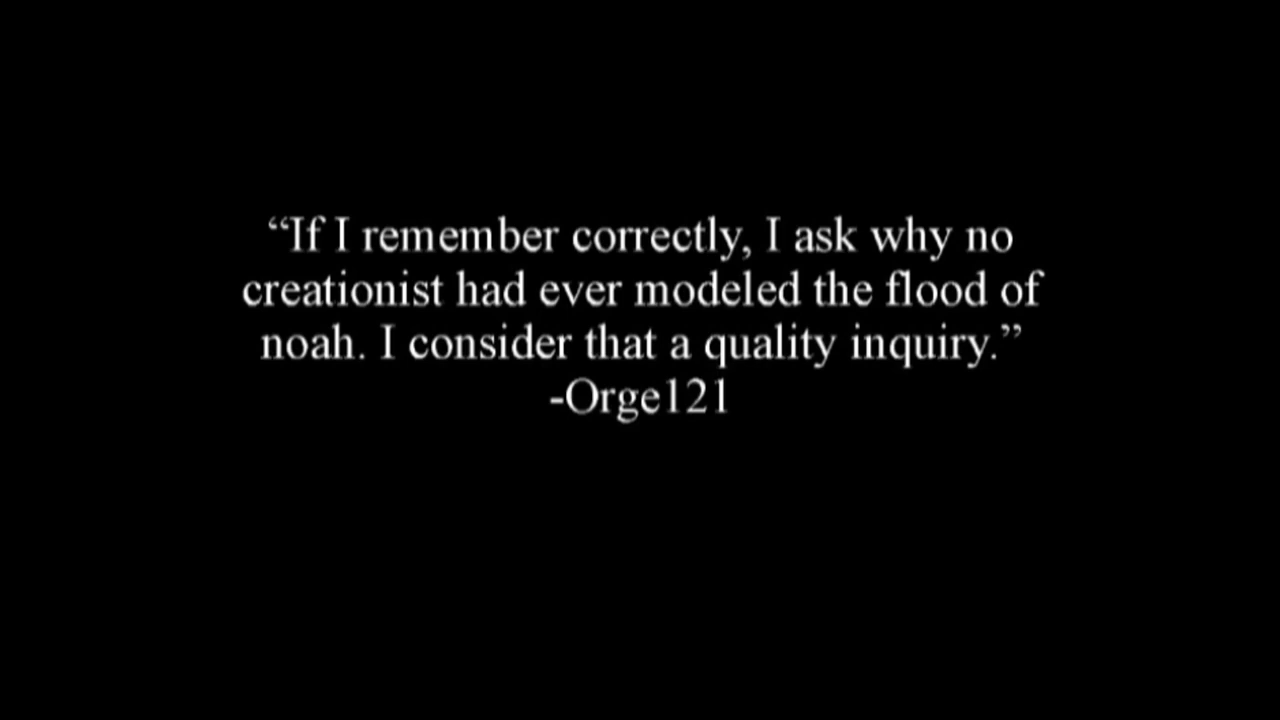 “If I remember correctly, I ask why no
creationist had ever modeled the flood of
noah. I consider that a quality inquiry.”
-Orge121